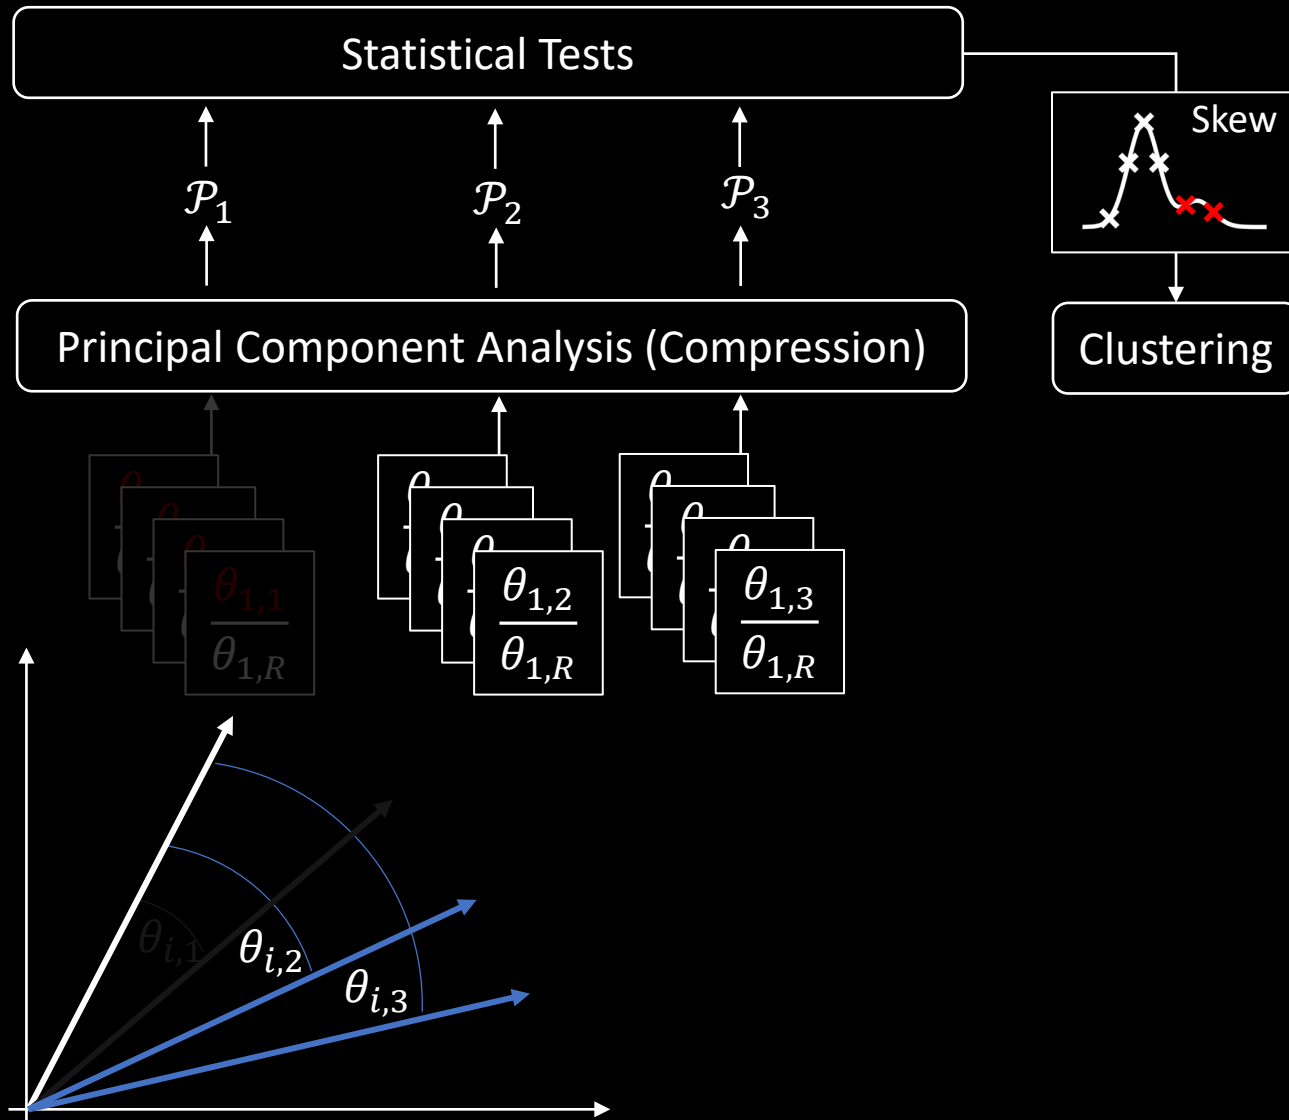 Statistical Tests
Skew
𝒫₁
𝒫₂
𝒫₃
Principal Component Analysis (Compression)
Clustering
θ
θ
θ
θ
θ
θ
θ
θ
θ
θ₁,₁
θ₁,R
θ₁,₂
θ₁,R
θ₁,₃
θ₁,R
θᵢ,₁
θᵢ,₂
θᵢ,₃